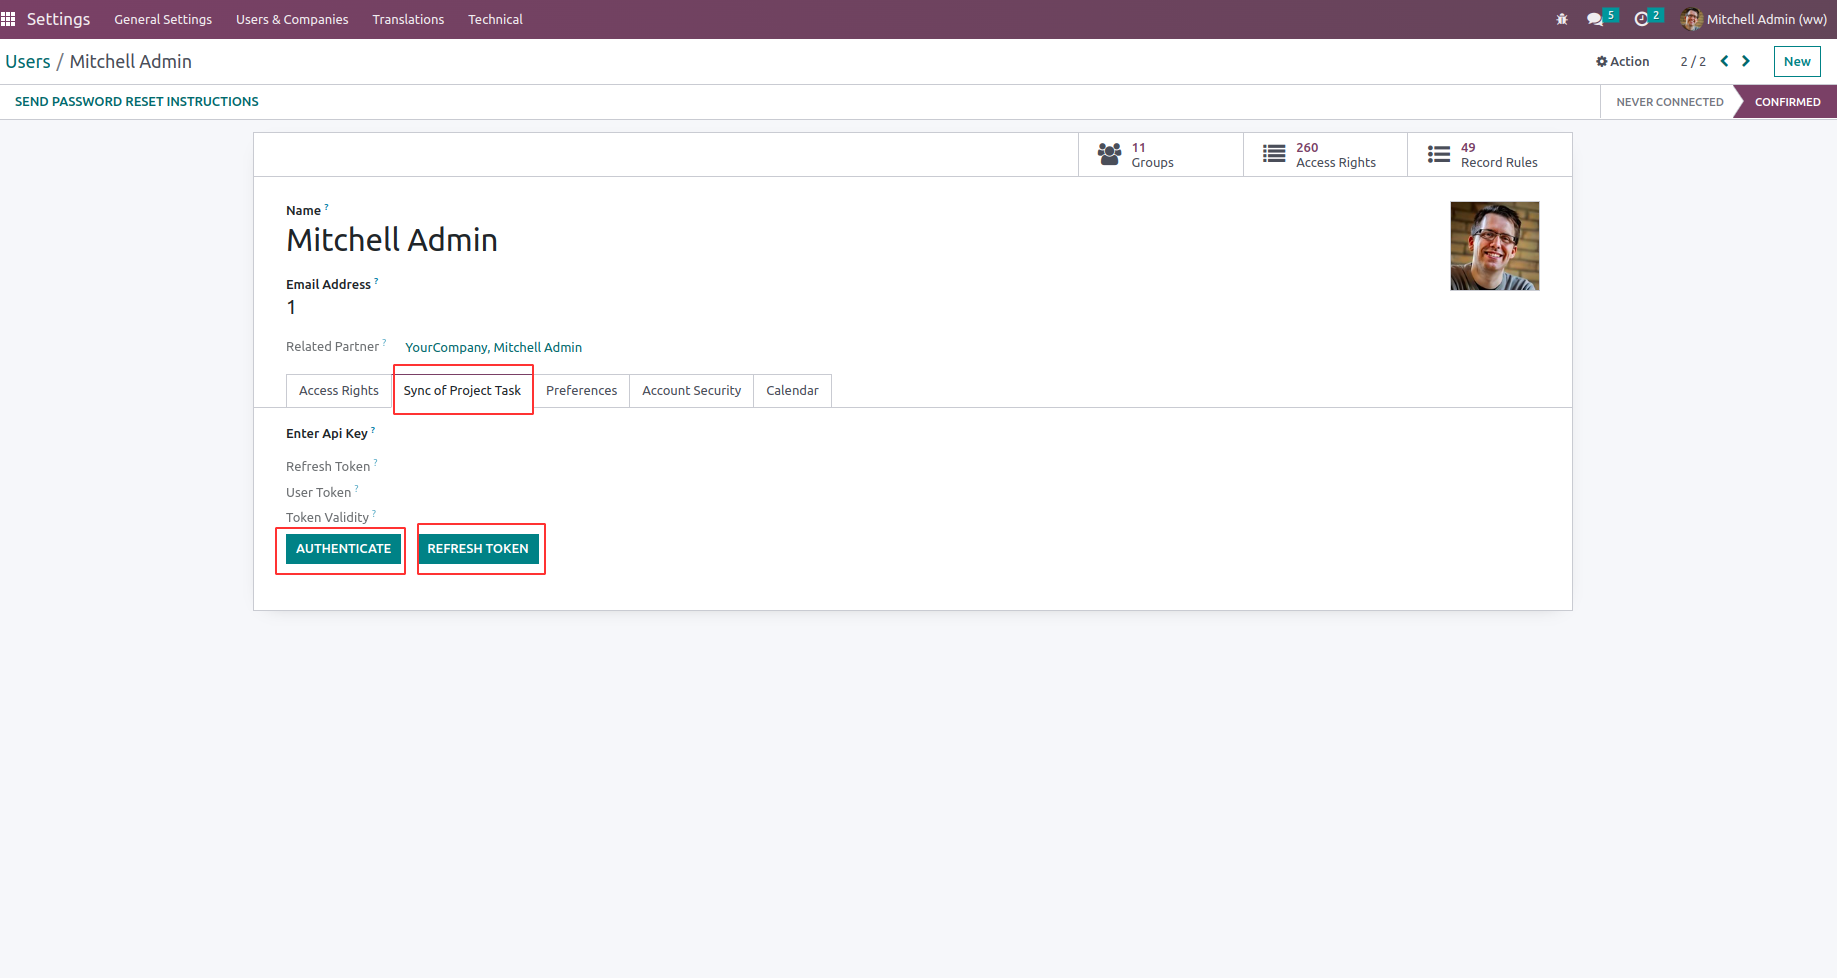 Settings General Settings Users & Companies Translations Technical 5 2 Mitchell Admin (ww)
Users / Mitchell Admin Action 2 / 2 New
SEND PASSWORD RESET INSTRUCTIONS NEVER CONNECTED CONFIRMED
11 Groups 260 Access Rights 49 Record Rules
Name ?
Mitchell Admin
Email Address ?
1
Related Partner ? YourCompany, Mitchell Admin
Access Rights Sync of Project Task Preferences Account Security Calendar
Enter Api Key ?
Refresh Token ?
User Token ?
Token Validity ?
AUTHENTICATE REFRESH TOKEN